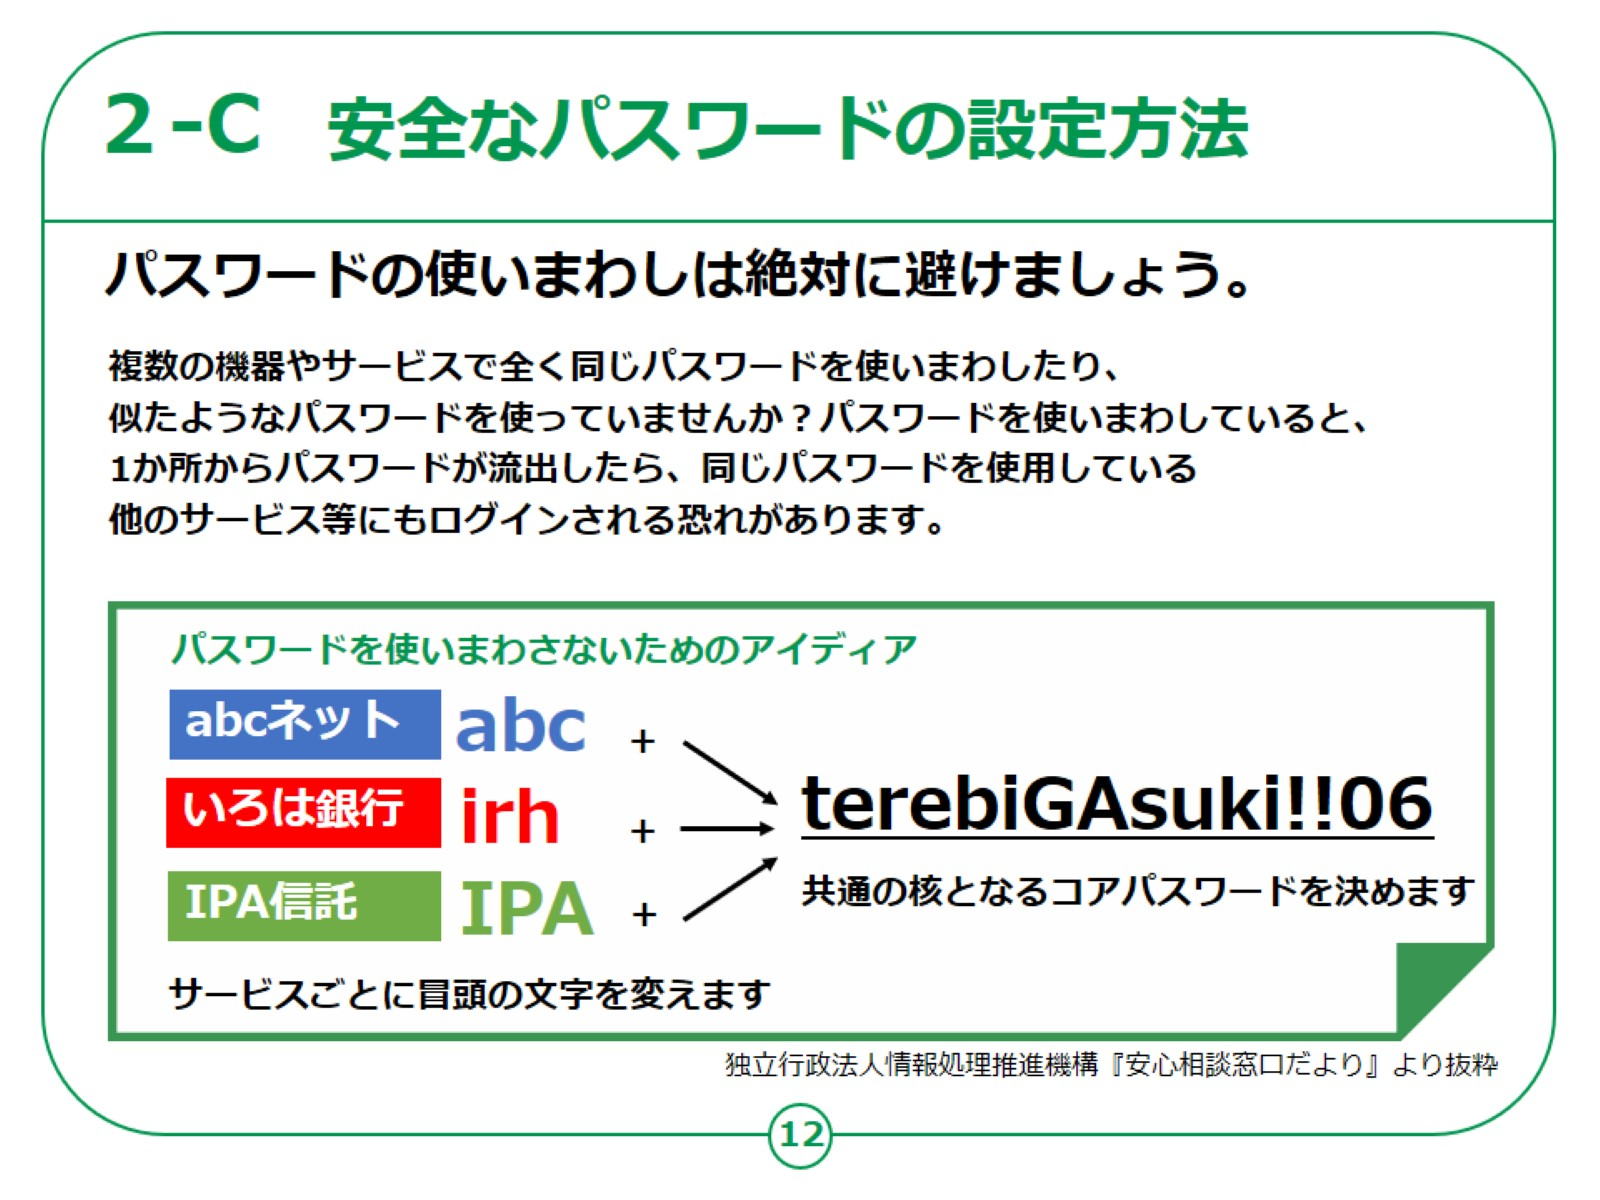 ２-C 安全なパスワードの設定方法
パスワードの使いまわしは絶対に避けましょう。
複数の機器やサービスで全く同じパスワードを使いまわしたり、
似たようなパスワードを使っていませんか？パスワードを使いまわしていると、
1か所からパスワードが流出したら、同じパスワードを使用している
他のサービス等にもログインされる恐れがあります。
パスワードを使いまわさないためのアイディア
abcネット abc +
いろは銀行 irh +
IPA信託 IPA +
terebiGAsuki!!06
共通の核となるコアパスワードを決めます
サービスごとに冒頭の文字を変えます
独立行政法人情報処理推進機構『安心相談窓口だより』より抜粋
12